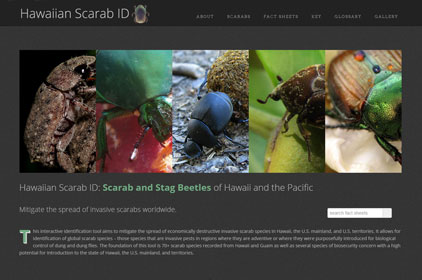 Hawaiian Scarab ID
ABOUT SCARABS FACT SHEETS KEY GLOSSARY GALLERY
Hawaiian Scarab ID: Scarab and Stag Beetles of Hawaii and the Pacific
Mitigate the spread of invasive scarabs worldwide.
search fact sheets
This interactive identification tool aims to mitigate the spread of economically destructive invasive scarab species in Hawaii, the U.S. mainland, and U.S. territories. It allows for
identification of global scarab species - those species that are invasive pests in regions where they are adventive or where they were purposefully introduced for biological
control of dung and dung flies. The foundation of this tool is 70+ scarab species recorded from Hawaii and Guam as well as several species of biosecurity concern with a high
potential for introduction to the state of Hawaii, the U.S. mainland, and territories.